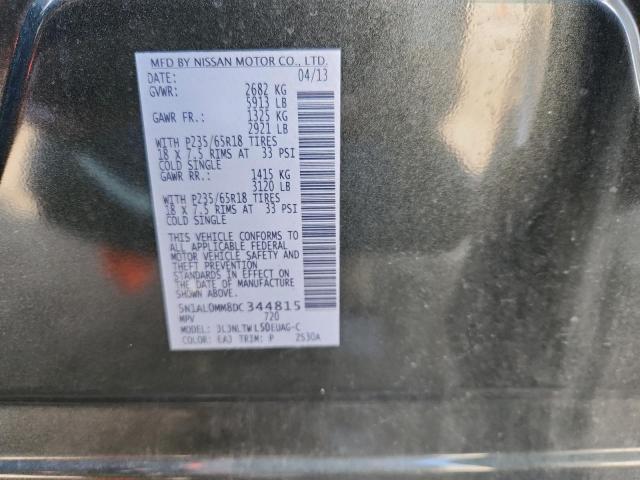 MFD BY NISSAN MOTOR CO., LTD.
DATE: 04/13
GVWR: 2682 KG
5913 LB
GAWR FR.: 1325 KG
2921 LB
WITH P235/65R18 TIRES
18 X 7.5 RIMS AT 33 PSI
COLD SINGLE
GAWR RR.: 1415 KG
3120 LB
WITH P235/65R18 TIRES
18 X 7.5 RIMS AT 33 PSI
COLD SINGLE
THIS VEHICLE CONFORMS TO
ALL APPLICABLE FEDERAL
MOTOR VEHICLE SAFETY AND
THEFT PREVENTION
STANDARDS IN EFFECT ON
THE DATE OF MANUFACTURE
SHOWN ABOVE.
5N1AL0MM8DC344815
MPV 720
MODEL: JLJNLTWL50EUAG-C
COLOR: EAJ TRIM: P 2530A